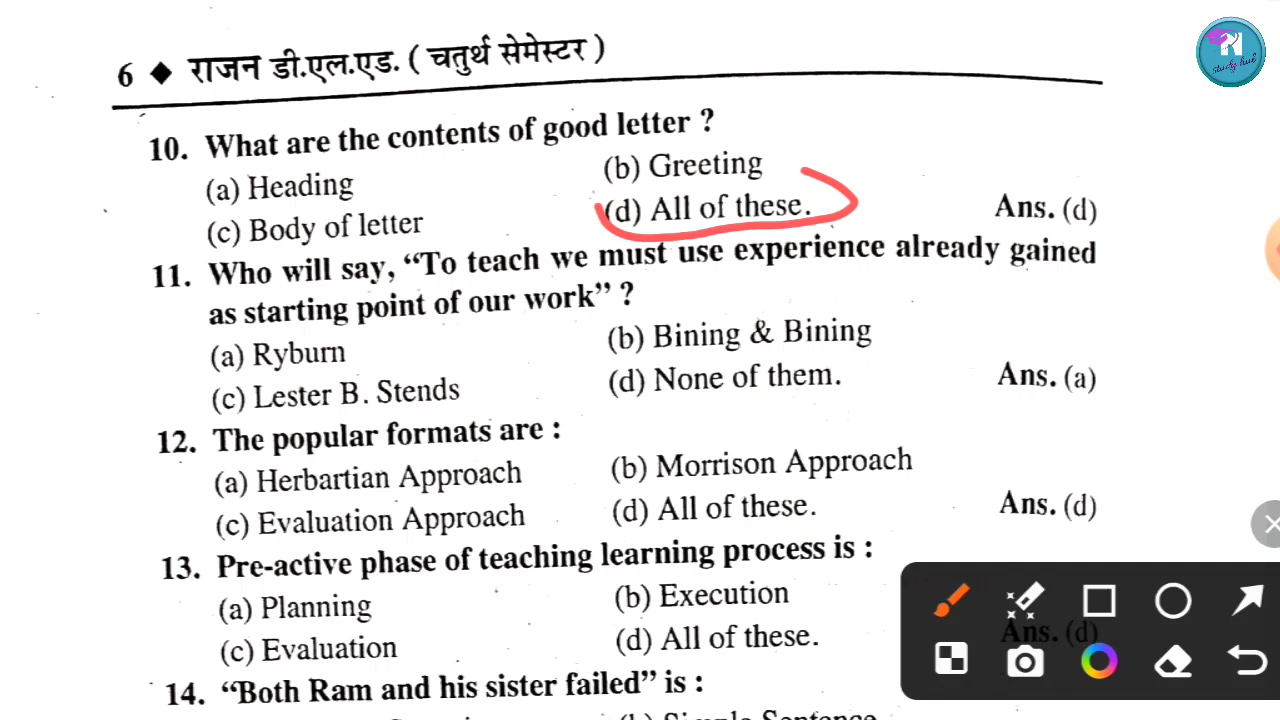 N
study hub
6 ◆ राजन डी.एल.एड. ( चतुर्थ सेमेस्टर )
10. What are the contents of good letter ?
(a) Heading (b) Greeting
(c) Body of letter (d) All of these. Ans. (d)
11. Who will say, “To teach we must use experience already gained
as starting point of our work” ?
(a) Ryburn (b) Bining & Bining
(c) Lester B. Stends (d) None of them. Ans. (a)
12. The popular formats are :
(a) Herbartian Approach (b) Morrison Approach
(c) Evaluation Approach (d) All of these. Ans. (d)
13. Pre-active phase of teaching learning process is :
(a) Planning (b) Execution
(c) Evaluation (d) All of these. Ans. (d)
14. “Both Ram and his sister failed” is :
(b) Simple Sentence